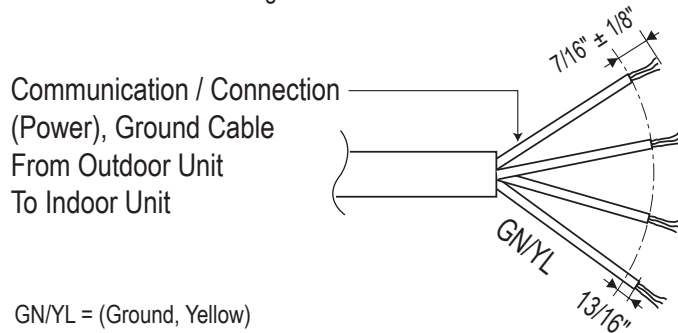 7/16" ± 1/8"
Communication / Connection
(Power), Ground Cable
From Outdoor Unit
To Indoor Unit
GN/YL
13/16"
GN/YL = (Ground, Yellow)